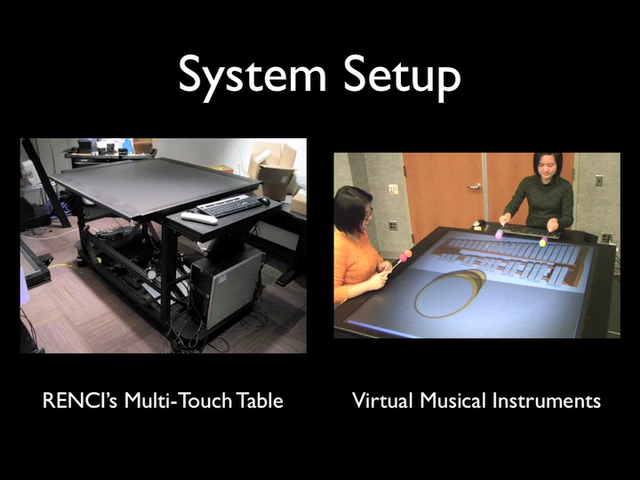 System Setup
RENCI's Multi-Touch Table
Virtual Musical Instruments